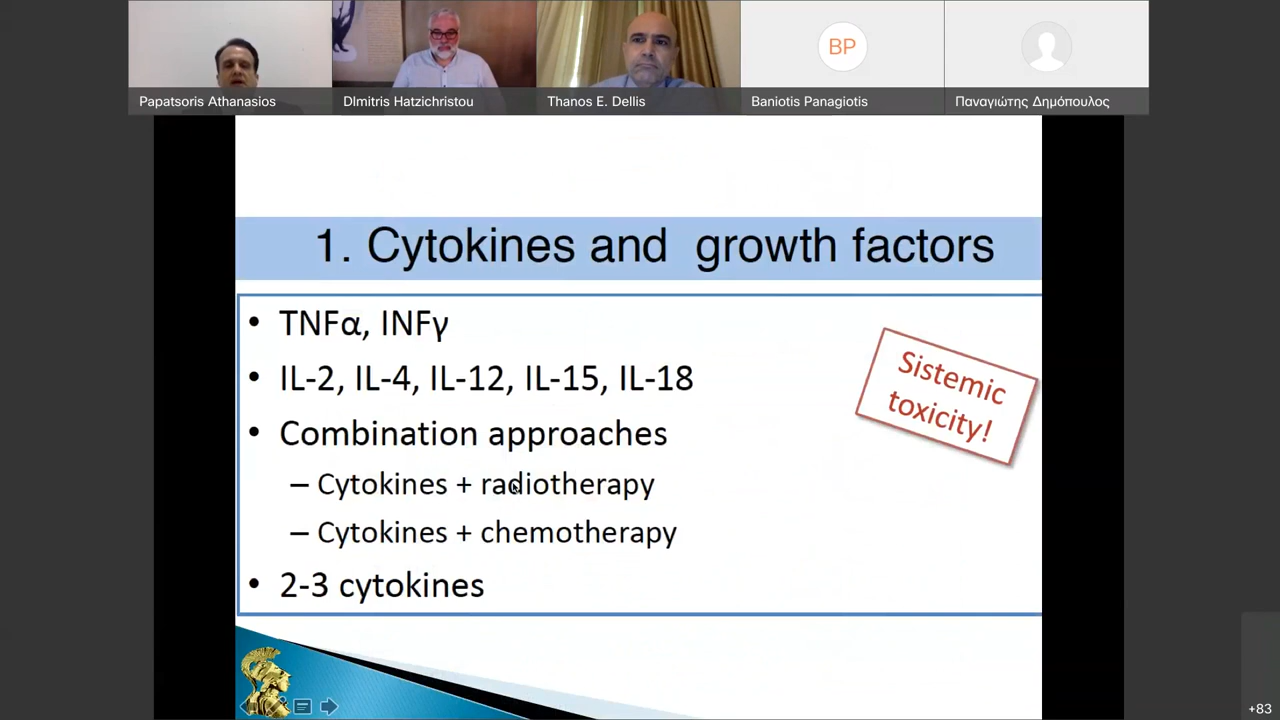 BP
Papatsoris Athanasios
DImitris Hatzichristou
Thanos E. Dellis
Baniotis Panagiotis
Παναγιώτης Δημόπουλος
1. Cytokines and growth factors
• TNFα, INFγ
• IL-2, IL-4, IL-12, IL-15, IL-18
• Combination approaches
– Cytokines + radiotherapy
– Cytokines + chemotherapy
• 2-3 cytokines
Sistemic
toxicity!
+83